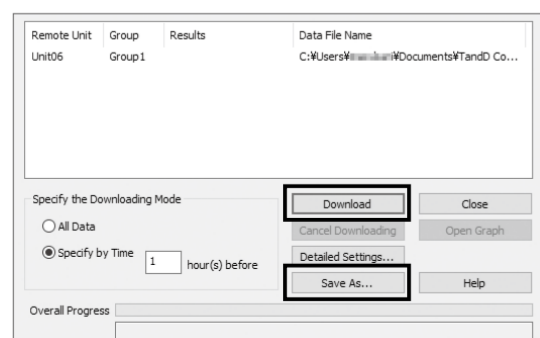 Remote Unit Group Results Data File Name
Unit06 Group1 C:¥Users¥ ¥Documents¥TandD Co...
Specify the Downloading Mode
All Data
Specify by Time 1 hour(s) before
Download Close
Cancel Downloading Open Graph
Detailed Settings...
Save As... Help
Overall Progress